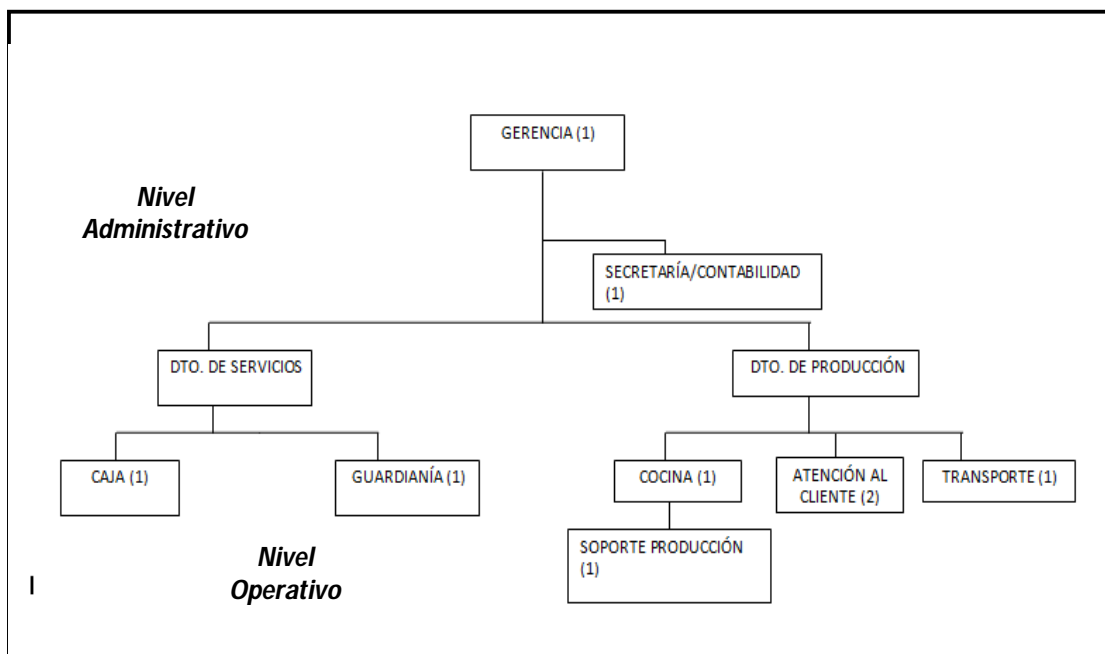 GERENCIA (1)
Nivel
Administrativo
SECRETARÍA/CONTABILIDAD
(1)
DTO. DE SERVICIOS
DTO. DE PRODUCCIÓN
CAJA (1)
GUARDIANÍA (1)
COCINA (1)
ATENCIÓN AL
CLIENTE (2)
TRANSPORTE (1)
SOPORTE PRODUCCIÓN
(1)
Nivel
Operativo
l